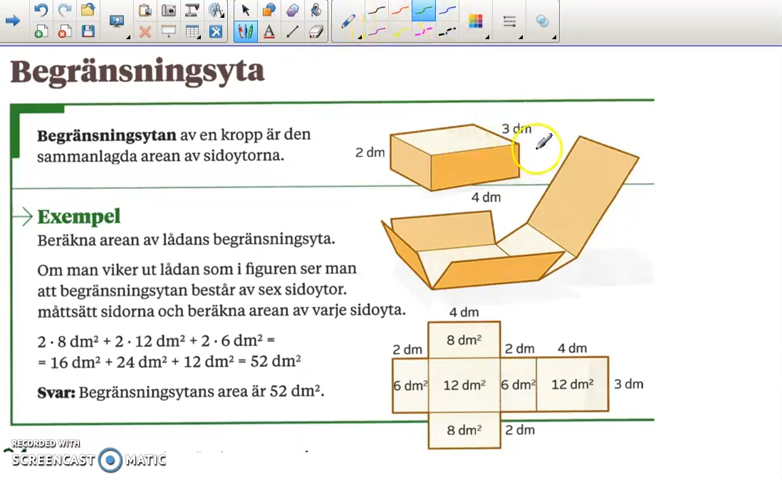 Begränsningsyta
Begränsningsytan av en kropp är den
sammanlagda arean av sidoytorna.
3 dm
2 dm
4 dm
Exempel
Beräkna arean av lådans begränsningsyta.
Om man viker ut lådan som i figuren ser man
att begränsningsytan består av sex sidoytor.
måttsätt sidorna och beräkna arean av varje sidoyta.
2 · 8 dm² + 2 · 12 dm² + 2 · 6 dm² =
= 16 dm² + 24 dm² + 12 dm² = 52 dm²
Svar: Begränsningsytans area är 52 dm².
4 dm
8 dm²
2 dm
2 dm
4 dm
6 dm²
12 dm²
6 dm²
12 dm²
3 dm
8 dm²
2 dm
RECORDED WITH
SCREENCAST MATIC